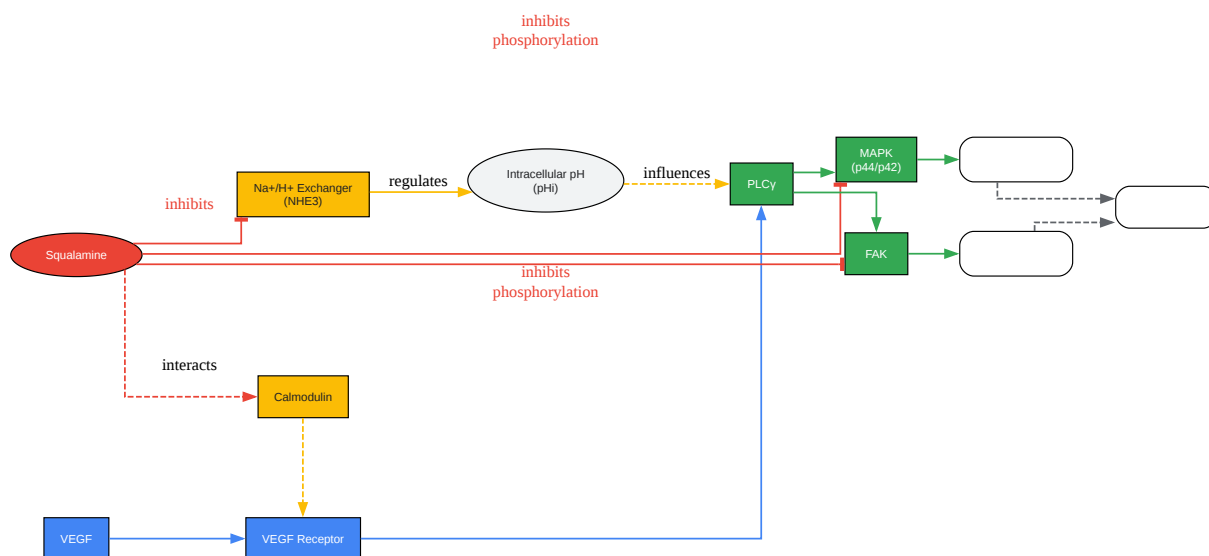 inhibits
phosphorylation
MAPK
(p44/p42)
Intracellular pH
(pHi)
influences
PLCγ
regulates
Na+/H+ Exchanger
(NHE3)
inhibits
Squalamine
FAK
inhibits
phosphorylation
interacts
Calmodulin
VEGF
VEGF Receptor